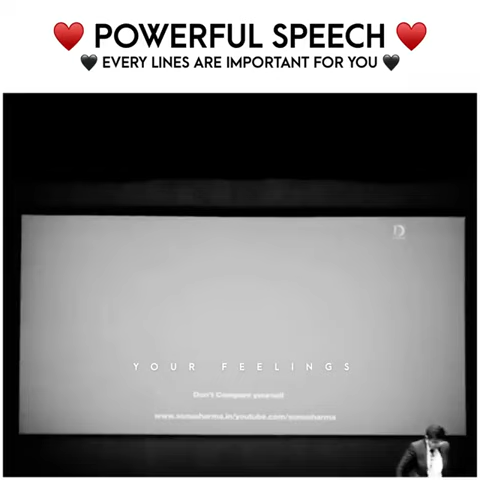 ❤️ POWERFUL SPEECH ❤️
🖤 EVERY LINES ARE IMPORTANT FOR YOU 🖤
D
YOUR FEELINGS
Don't Compare yourself
www.sonusharma.in/youtube.com/sonusharma